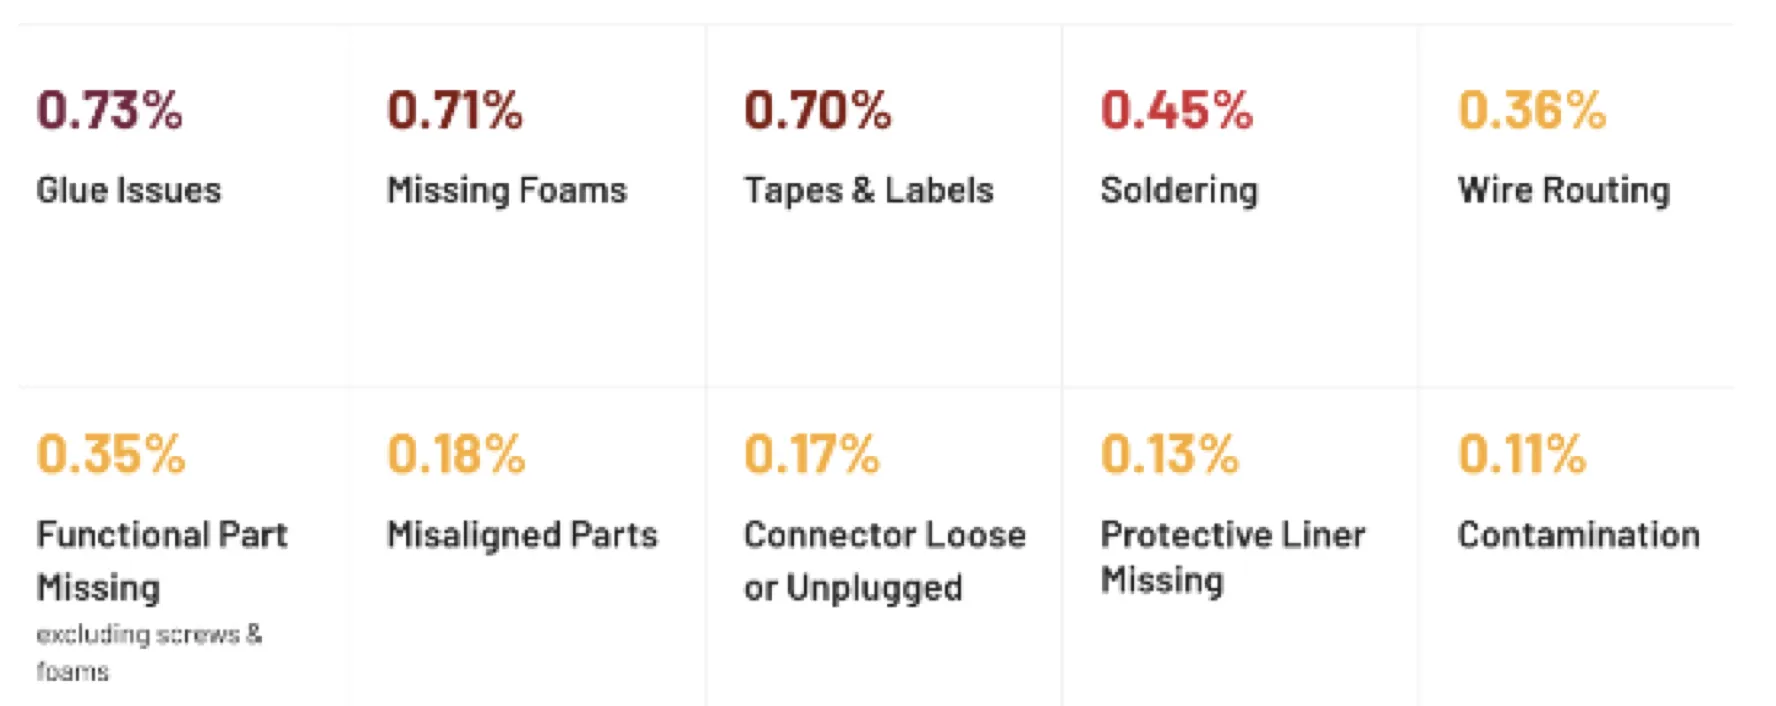 0.73%
0.71%
0.70%
0.45%
0.36%
Glue Issues
Missing Foams
Tapes & Labels
Soldering
Wire Routing
0.35%
0.18%
0.17%
0.13%
0.11%
Functional Part
Misaligned Parts
Connector Loose
Protective Liner
Contamination
Missing
or Unplugged
Missing
excluding screws &
foams